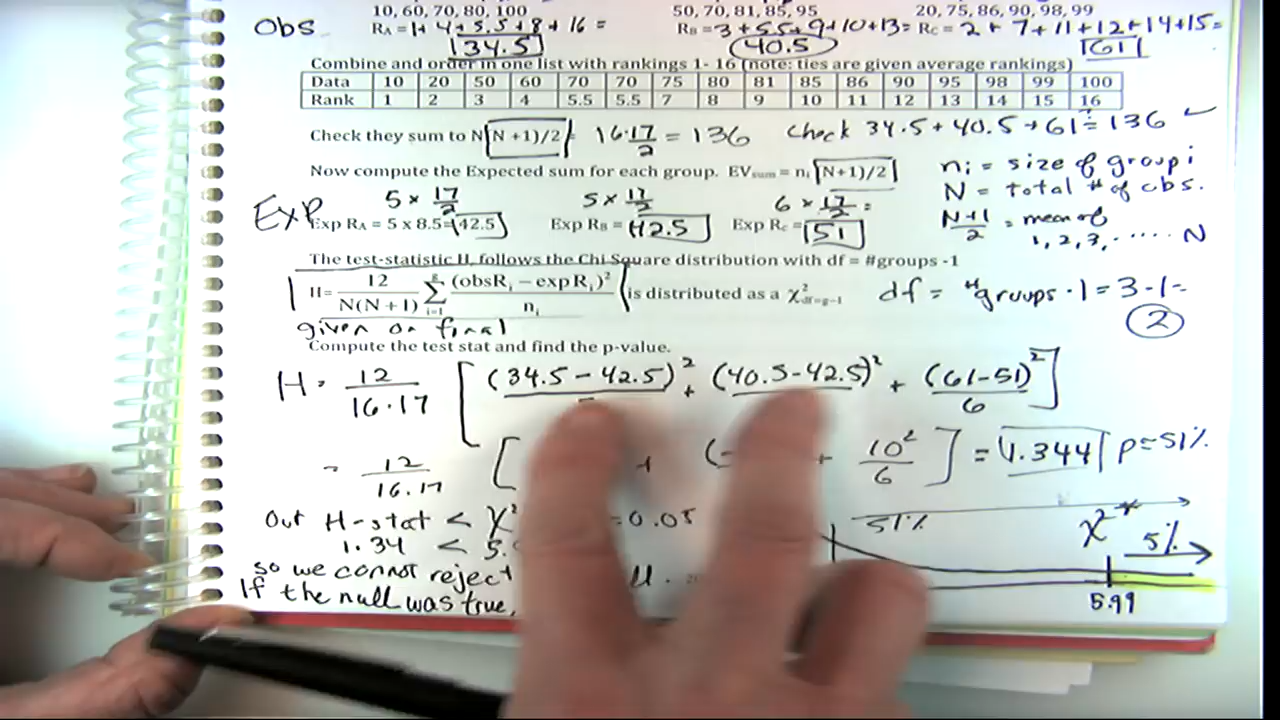 10, 60, 70, 80, 100 50, 70, 81, 85, 95 20, 75, 86, 90, 98, 99
Obs RA = 1 + 4 + 5.5 + 8 + 16 = RB = 3 + 5.5 + 9 + 10 + 13 = RC = 2 + 7 + 11 + 12 + 14 + 15 =
34.5 40.5 61
Combine and order in one list with rankings 1- 16 (note: ties are given average rankings)
Data 10 20 50 60 70 70 75 80 81 85 86 90 95 98 99 100
Rank 1 2 3 4 5.5 5.5 7 8 9 10 11 12 13 14 15 16
Check they sum to N(N +1)/2 = 16·17/2 = 136 check 34.5 + 40.5 + 61 ?= 136 ✓
Now compute the Expected sum for each group. EVsum = ni (N+1)/2
ni = size of group i
N = total # of obs.
N+1/2 = mean of
1, 2, 3, ..... N
5 × 17/2 5 × 17/2 6 × 17/2 =
EXP Exp RA = 5 x 8.5= 42.5 Exp RB = 42.5 Exp RC = 51
The test-statistic H, follows the Chi Square distribution with df = #groups -1
H= 12/N(N+1) g∑i=1 (obsRi − expRi)²/ni is distributed as a χ²df=g−1 df = #groups - 1 = 3-1 =
2
given on final
Compute the test stat and find the p-value.
H = 12/16·17 [(34.5 − 42.5)² + (40.5-42.5)² + (61-51)²/6]
= 12/16·17 [ + (- + 10²/6 ] = 1.344 p=51%
Our H-stat < χ² =0.05 51% χ²* 5%
1.34 < 5.
so we cannot reject
If the null was true, 5.99